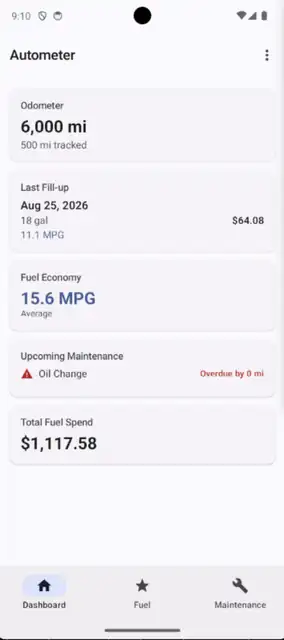 9:10
Autometer
Odometer
6,000 mi
500 mi tracked
Last Fill-up
Aug 25, 2026
18 gal
$64.08
11.1 MPG
Fuel Economy
15.6 MPG
Average
Upcoming Maintenance
Oil Change
Overdue by 0 mi
Total Fuel Spend
$1,117.58
Dashboard
Fuel
Maintenance